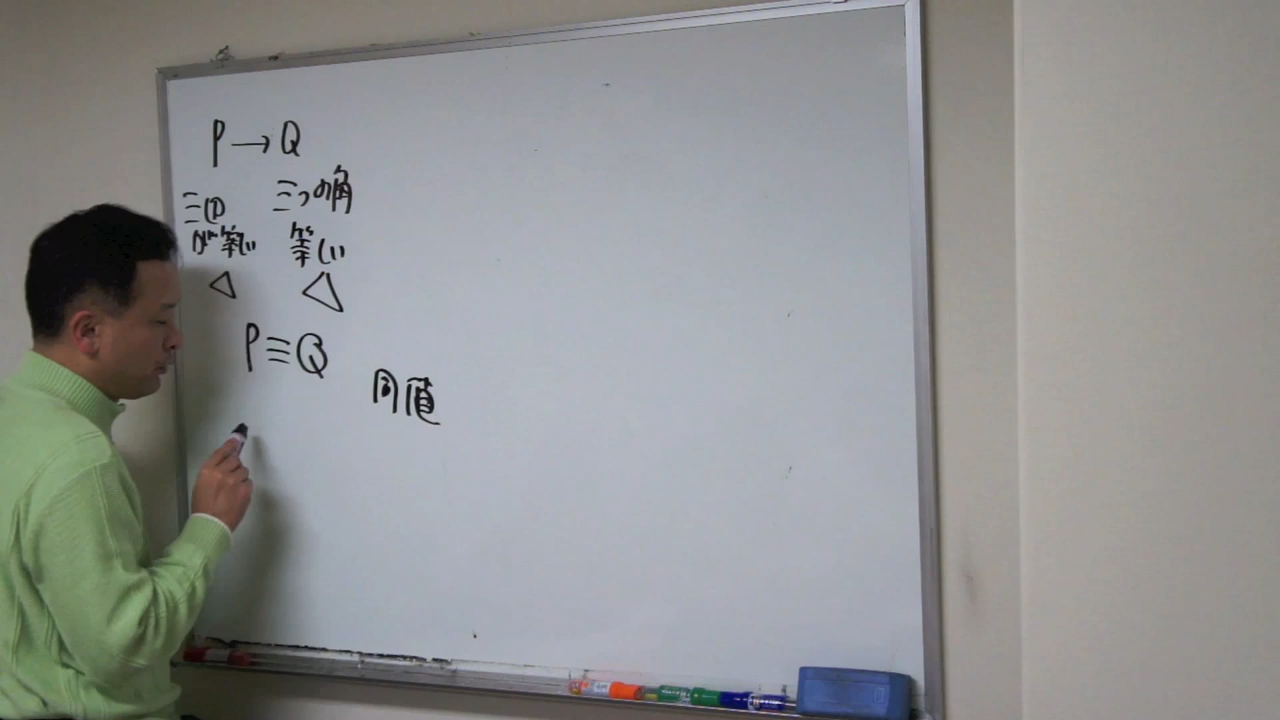 P→Q
三辺 三つの角
が等しい 等しい
△ △
P≡Q
同値